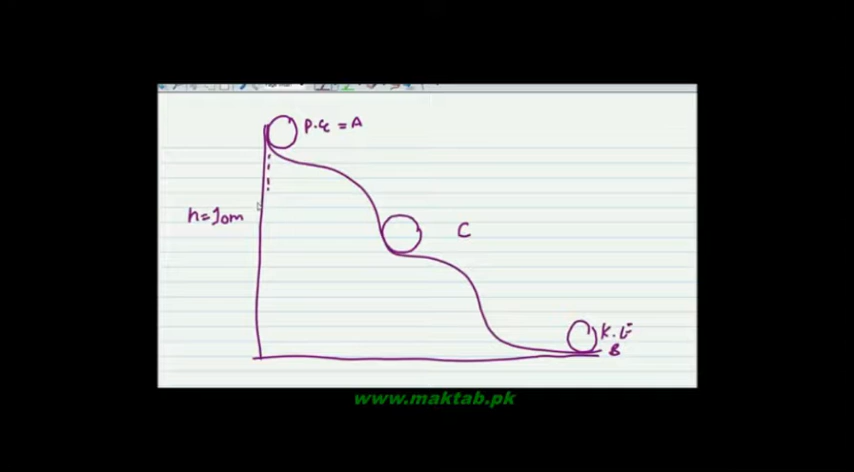 P.E = A
h=10m
C
K.E
B
www.maktab.pk